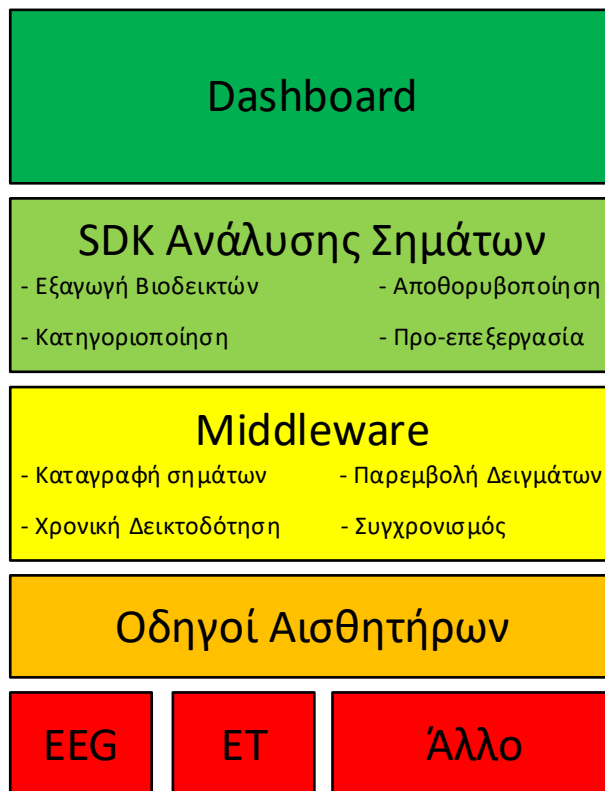 Dashboard
SDK Ανάλυσης Σημάτων
- Εξαγωγή Βιοδεικτών - Αποθορυβοποίηση
- Κατηγοριοποίηση - Προ-επεξεργασία
Middleware
- Καταγραφή σημάτων - Παρεμβολή Δειγμάτων
- Χρονική Δεικτοδότηση - Συγχρονισμός
Οδηγοί Αισθητήρων
EEG ET Άλλο